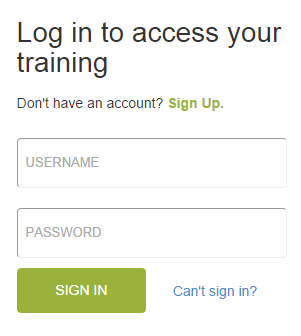 Log in to access your
training
Don't have an account? Sign Up.
USERNAME
PASSWORD
SIGN IN
Can't sign in?